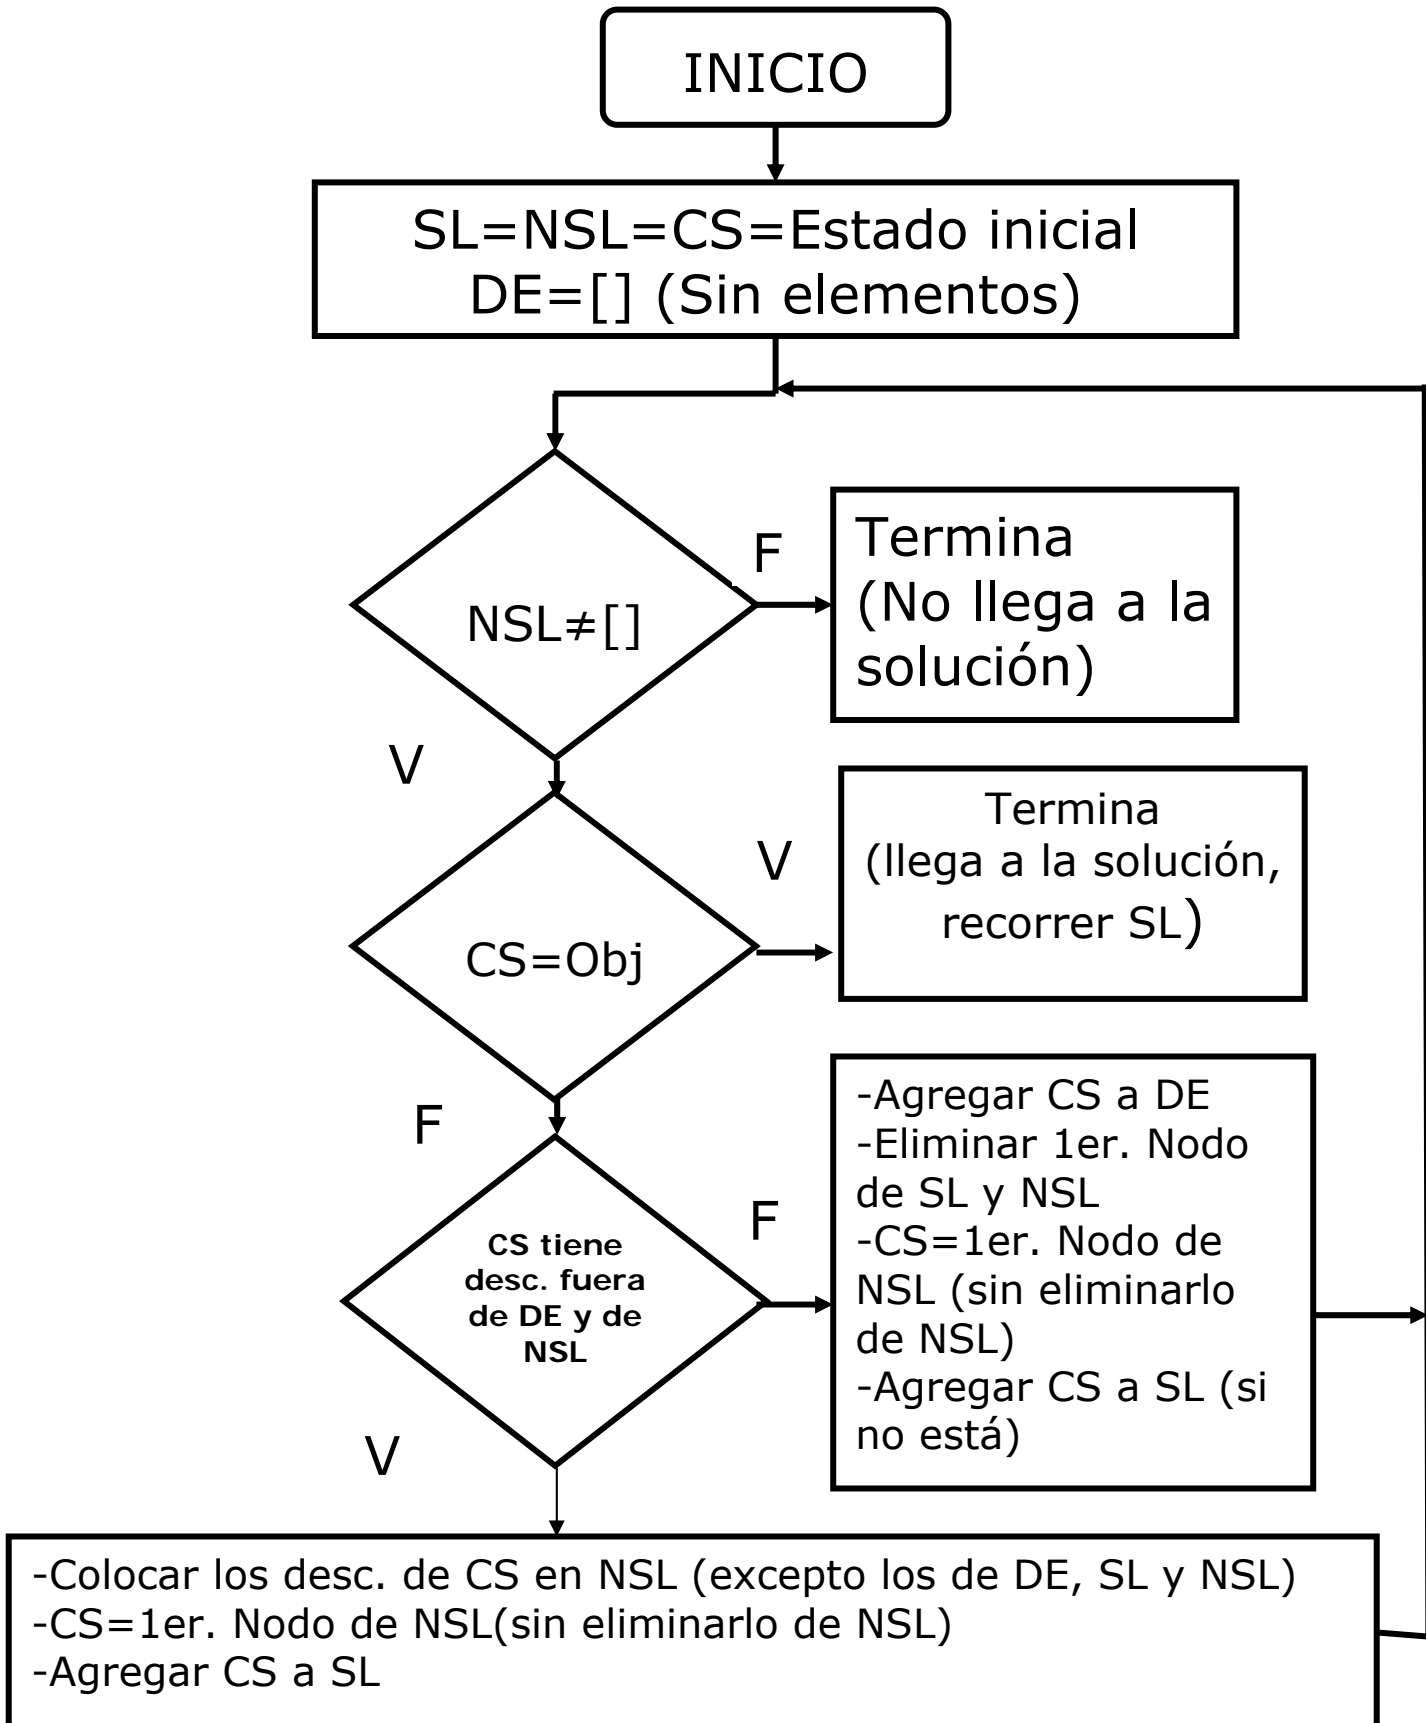 INICIO
SL=NSL=CS=Estado inicial
DE=[] (Sin elementos)
NSL≠[]
F
Termina
(No llega a la
solución)
V
CS=Obj
V
Termina
(llega a la solución,
recorrer SL)
F
CS tiene
desc. fuera
de DE y de
NSL
F
-Agregar CS a DE
-Eliminar 1er. Nodo
de SL y NSL
-CS=1er. Nodo de
NSL (sin eliminarlo
de NSL)
-Agregar CS a SL (si
no está)
V
-Colocar los desc. de CS en NSL (excepto los de DE, SL y NSL)
-CS=1er. Nodo de NSL(sin eliminarlo de NSL)
-Agregar CS a SL